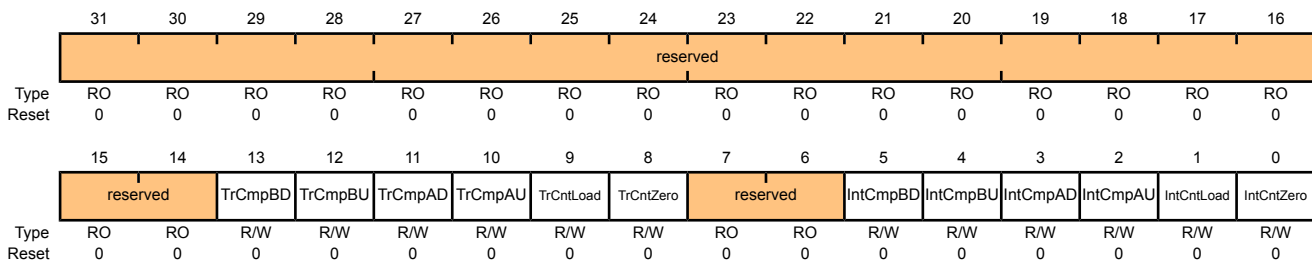 31 30 29 28 27 26 25 24 23 22 21 20 19 18 17 16
reserved
Type RO RO RO RO RO RO RO RO RO RO RO RO RO RO RO RO
Reset 0 0 0 0 0 0 0 0 0 0 0 0 0 0 0 0
15 14 13 12 11 10 9 8 7 6 5 4 3 2 1 0
reserved TrCmpBD TrCmpBU TrCmpAD TrCmpAU TrCntLoad TrCntZero reserved IntCmpBD IntCmpBU IntCmpAD IntCmpAU IntCntLoad IntCntZero
Type RO RO R/W R/W R/W R/W R/W R/W RO RO R/W R/W R/W R/W R/W R/W
Reset 0 0 0 0 0 0 0 0 0 0 0 0 0 0 0 0